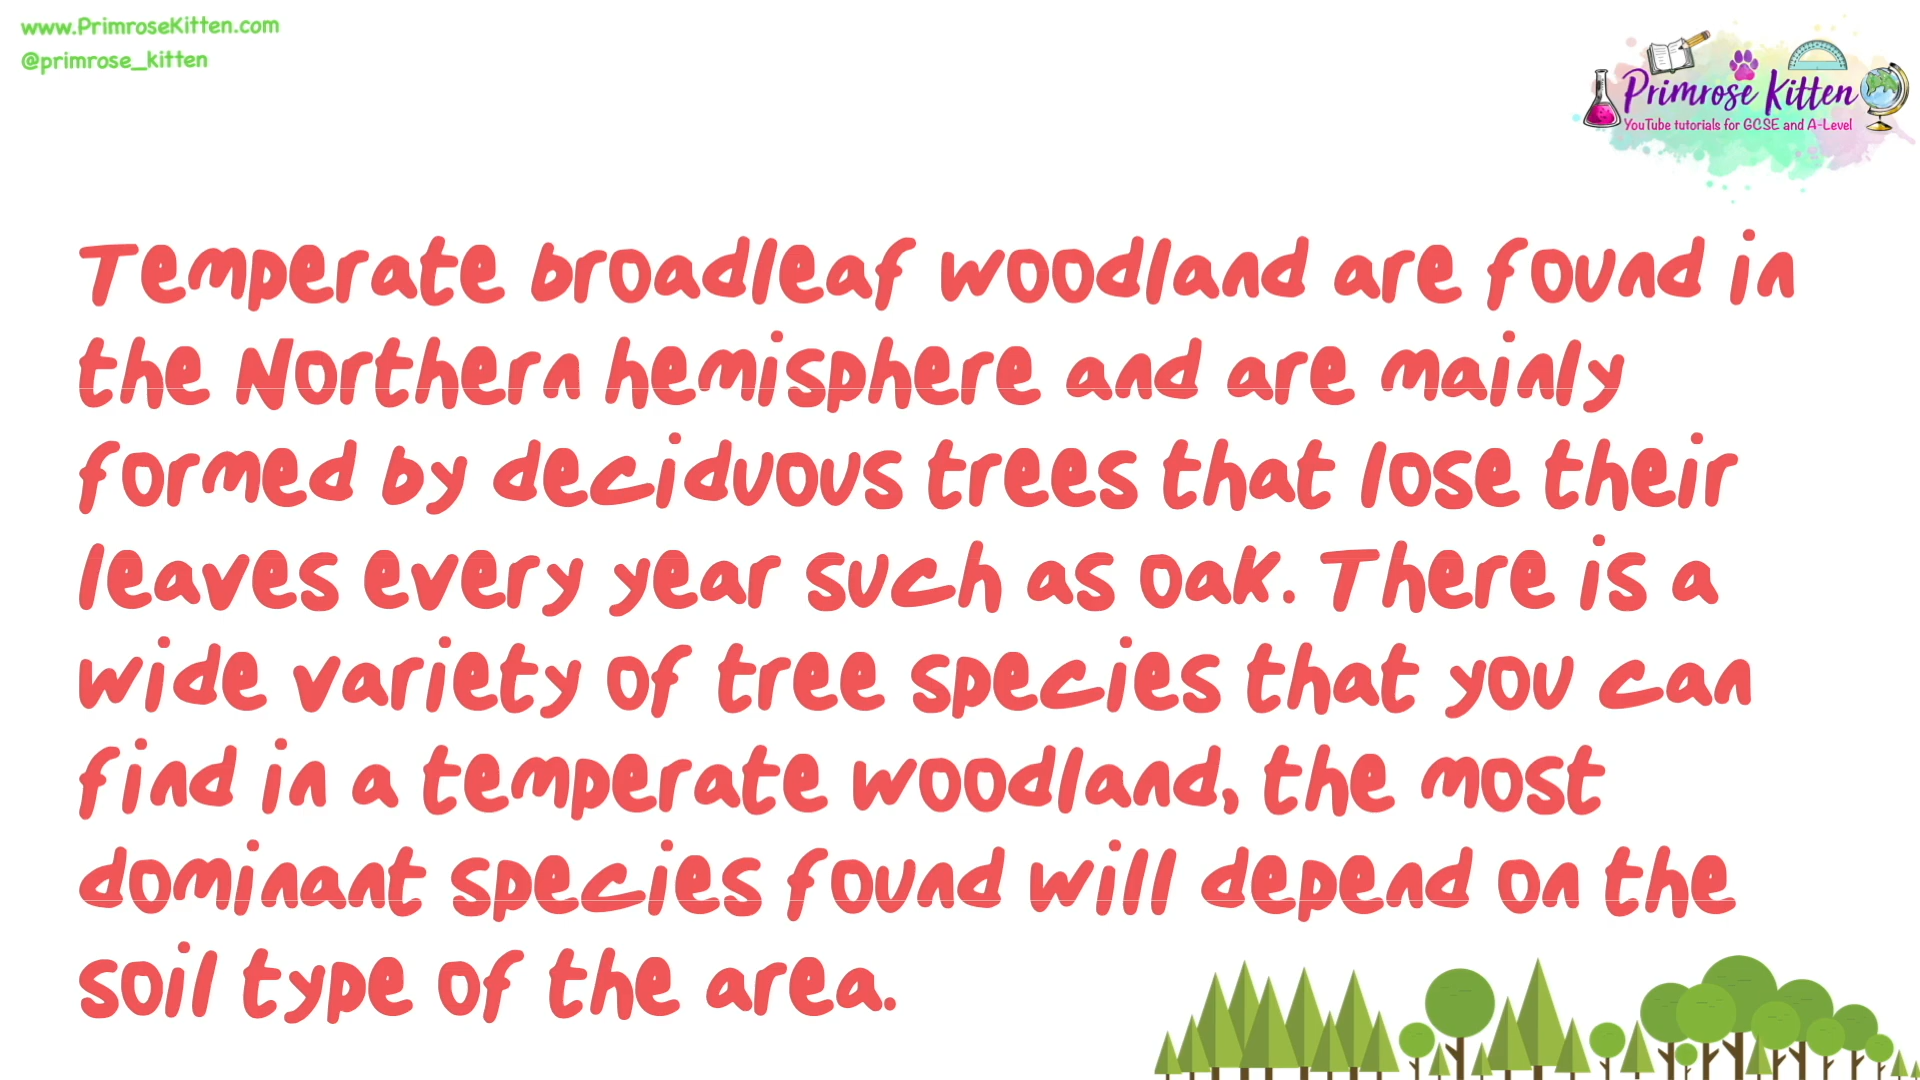 www.PrimroseKitten.com
@primrose_kitten
Primrose Kitten
YouTube tutorials for GCSE and A-Level
Temperate broadleaf woodland are found in
the Northern hemisphere and are mainly
formed by deciduous trees that lose their
leaves every year such as oak. There is a
wide variety of tree species that you can
find in a temperate woodland, the most
dominant species found will depend on the
soil type of the area.